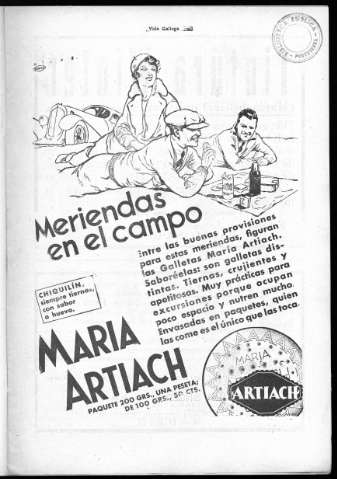 Vida Gallega
Meriendas
en el campo
Entre las buenas provisiones
para estas meriendas, figuran
las Galletas María Artiach.
Saboréelas: son galletas dis-
tintas. Tiernas, crujientes y
apetitosas. Muy prácticas para
excursiones porque ocupan
poco espacio y nutren mucho.
Envasadas en paquetes, quien
las come es el único que las toca.
CHIQUILÍN,
siempre tiernas,
con sabor
a huevo.
MARIA
ARTIACH
PAQUETE 200 GRS., UNA PESETA;
DE 100 GRS., 50 CTS.
MARIA
ARTIACH